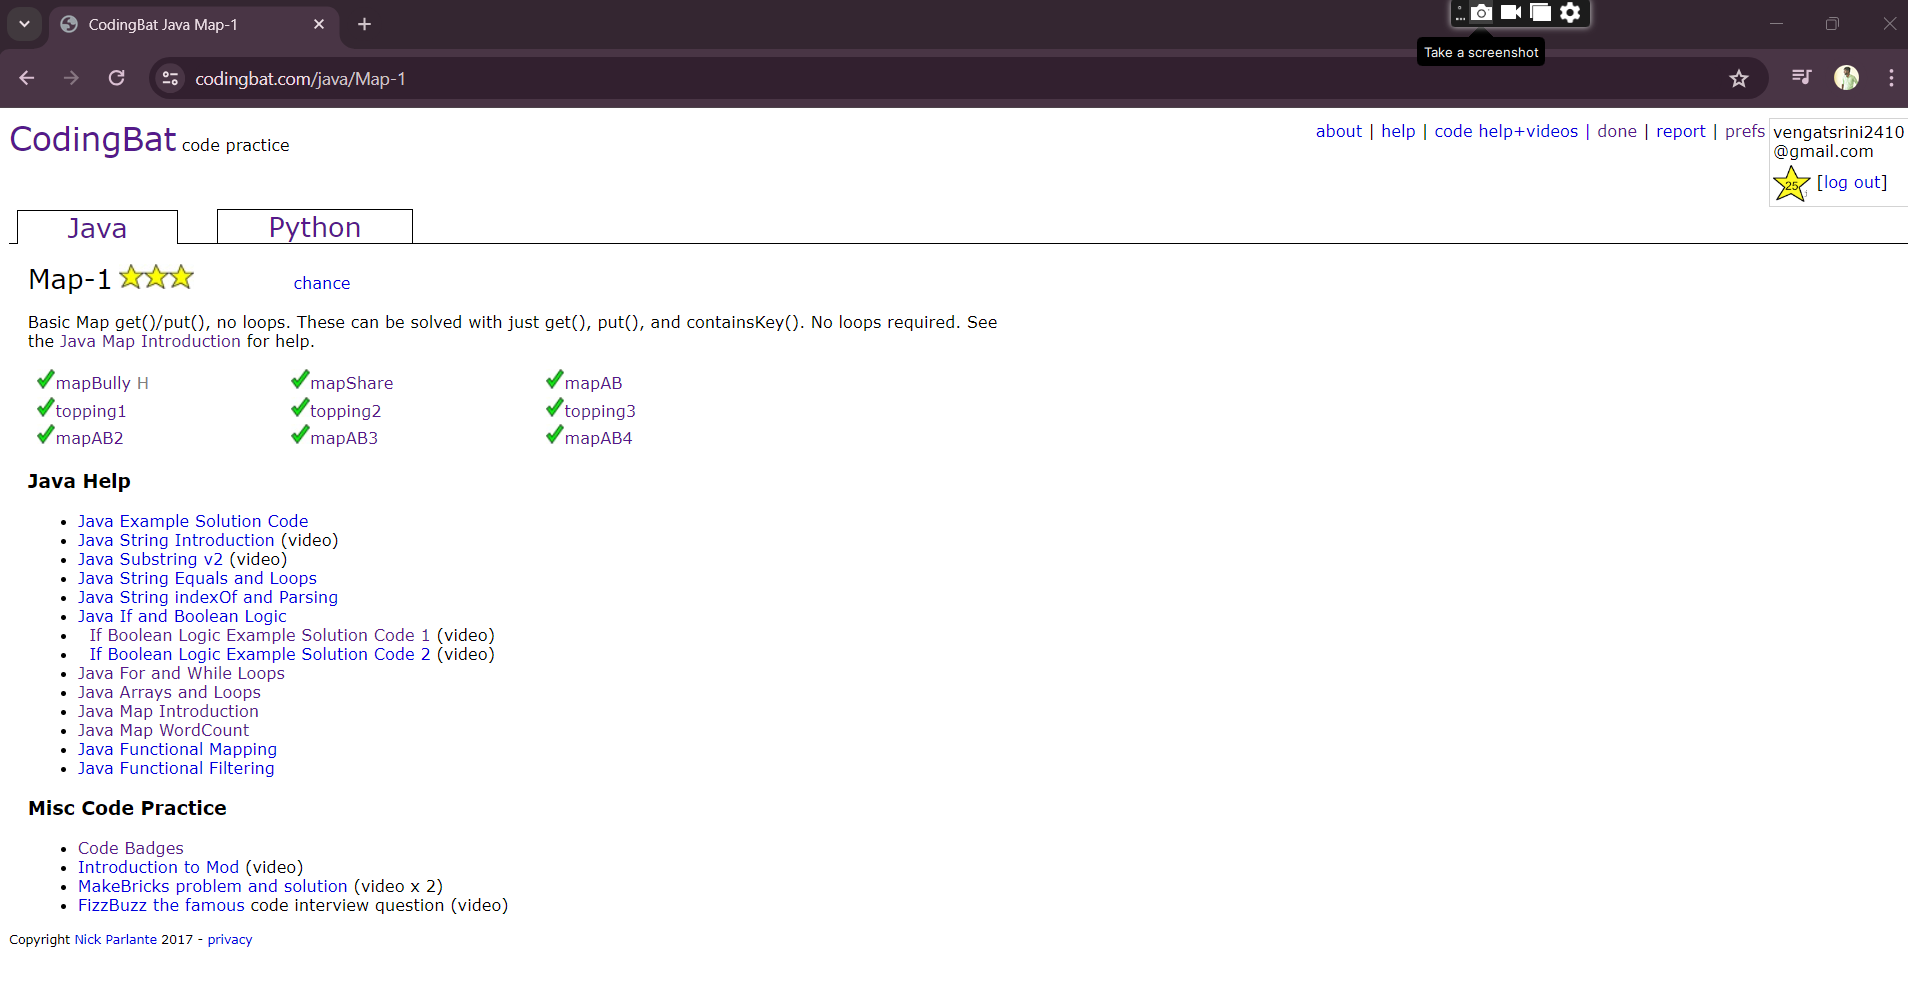 CodingBat Java Map-1
Take a screenshot
codingbat.com/java/Map-1
CodingBat code practice
about | help | code help+videos | done | report | prefs
vengatsrini2410
@gmail.com
25 [log out]
Java
Python
Map-1
chance
Basic Map get()/put(), no loops. These can be solved with just get(), put(), and containsKey(). No loops required. See
the Java Map Introduction for help.
mapBully H mapShare mapAB
topping1 topping2 topping3
mapAB2 mapAB3 mapAB4
Java Help
Java Example Solution Code
Java String Introduction (video)
Java Substring v2 (video)
Java String Equals and Loops
Java String indexOf and Parsing
Java If and Boolean Logic
If Boolean Logic Example Solution Code 1 (video)
If Boolean Logic Example Solution Code 2 (video)
Java For and While Loops
Java Arrays and Loops
Java Map Introduction
Java Map WordCount
Java Functional Mapping
Java Functional Filtering
Misc Code Practice
Code Badges
Introduction to Mod (video)
MakeBricks problem and solution (video x 2)
FizzBuzz the famous code interview question (video)
Copyright Nick Parlante 2017 - privacy